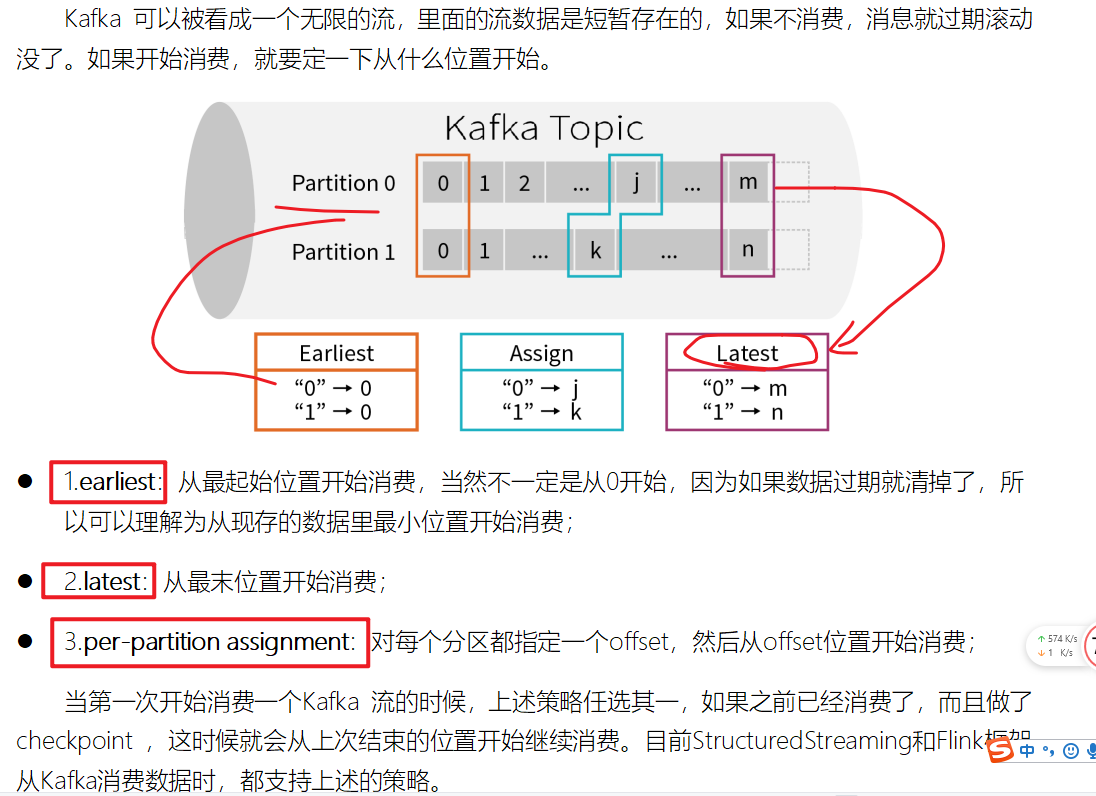 Kafka 可以被看成一个无限的流，里面的流数据是短暂存在的，如果不消费，消息就过期滚动
没了。如果开始消费，就要定一下从什么位置开始。
Kafka Topic
Partition 0 0 1 2 ... j ... m
Partition 1 0 1 ... k ... n
Earliest Assign Latest
“0” → 0 “0” → j “0” → m
“1” → 0 “1” → k “1” → n
● 1.earliest: 从最起始位置开始消费，当然不一定是从0开始，因为如果数据过期就清掉了，所
以可以理解为从现存的数据里最小位置开始消费；
● 2.latest: 从最末位置开始消费；
● 3.per-partition assignment: 对每个分区都指定一个offset，然后从offset位置开始消费；
↑ 574 K/s
↓ 1 K/s
当第一次开始消费一个Kafka 流的时候，上述策略任选其一，如果之前已经消费了，而且做了
checkpoint ，这时候就会从上次结束的位置开始继续消费。目前StructuredStreaming和Flink框架
S 中
从Kafka消费数据时，都支持上述的策略。